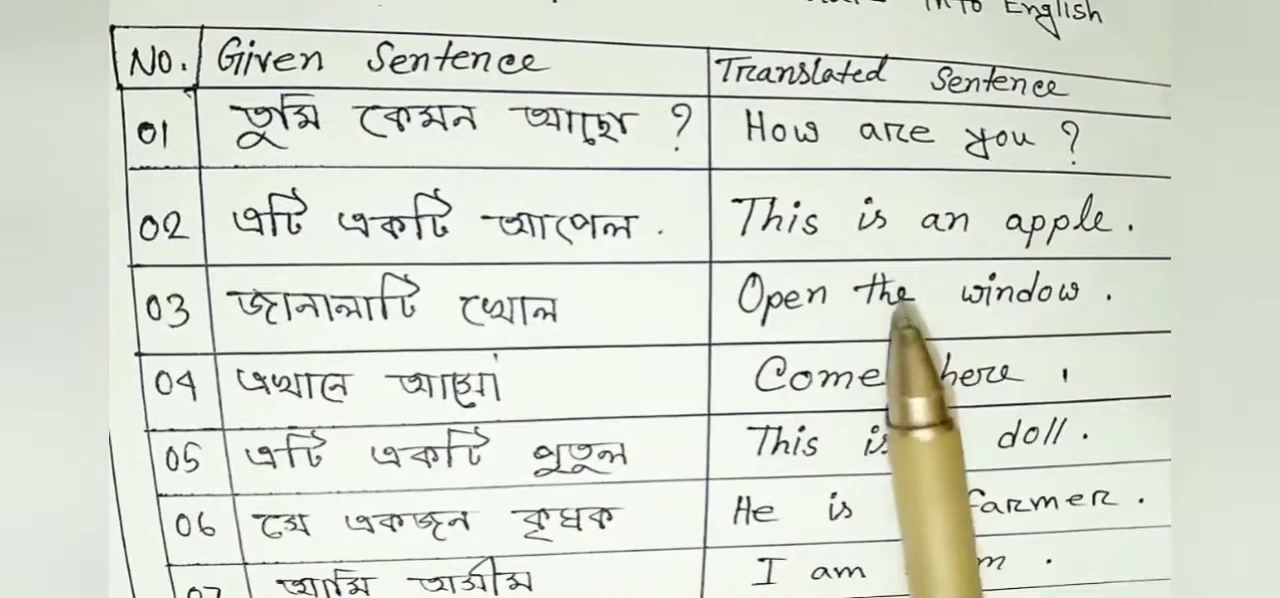 into English
No. Given Sentence Translated Sentence
01 তুমি কেমন আছো ? How are you ?
02 এটি একটি আপেল . This is an apple .
03 জানালাটি খোল Open the window .
04 এখানে আসো Come here .
05 এটি একটি পুতুল This is doll .
06 সে একজন কৃষক He is farmer .
07 আমি অসীম I am